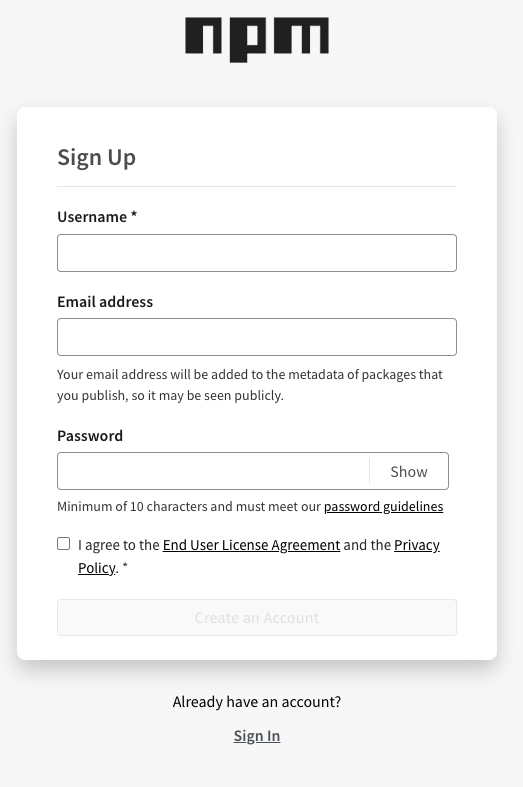 npm
Sign Up
Username *
Email address
Your email address will be added to the metadata of packages that
you publish, so it may be seen publicly.
Password
Show
Minimum of 10 characters and must meet our password guidelines
I agree to the End User License Agreement and the Privacy
Policy. *
Create an Account
Already have an account?
Sign In